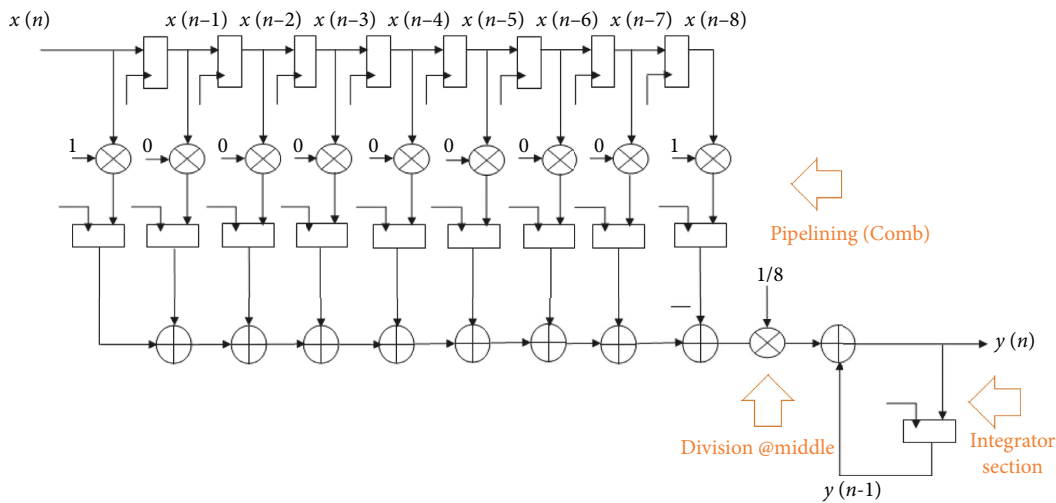 x (n) x (n–1) x (n–2) x (n–3) x (n–4) x (n–5) x (n–6) x (n–7) x (n–8)
1 0 0 0 0 0 0 0 1
Pipelining (Comb)
1/8
—
y (n)
Division @middle
Integrator
section
y (n-1)